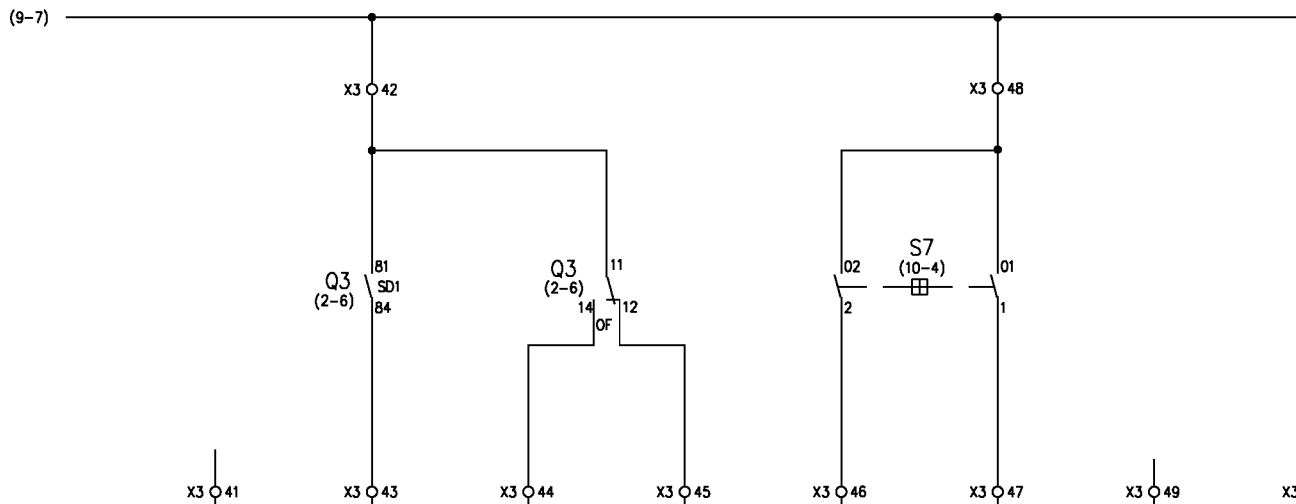 (9-7)
X3 42
X3 48
81
Q3
SD1
(2-6)
84
Q3
11
(2-6)
14
12
OF
02
S7
01
(10-4)
2
1
X3 41
X3 43
X3 44
X3 45
X3 46
X3 47
X3 49
X3